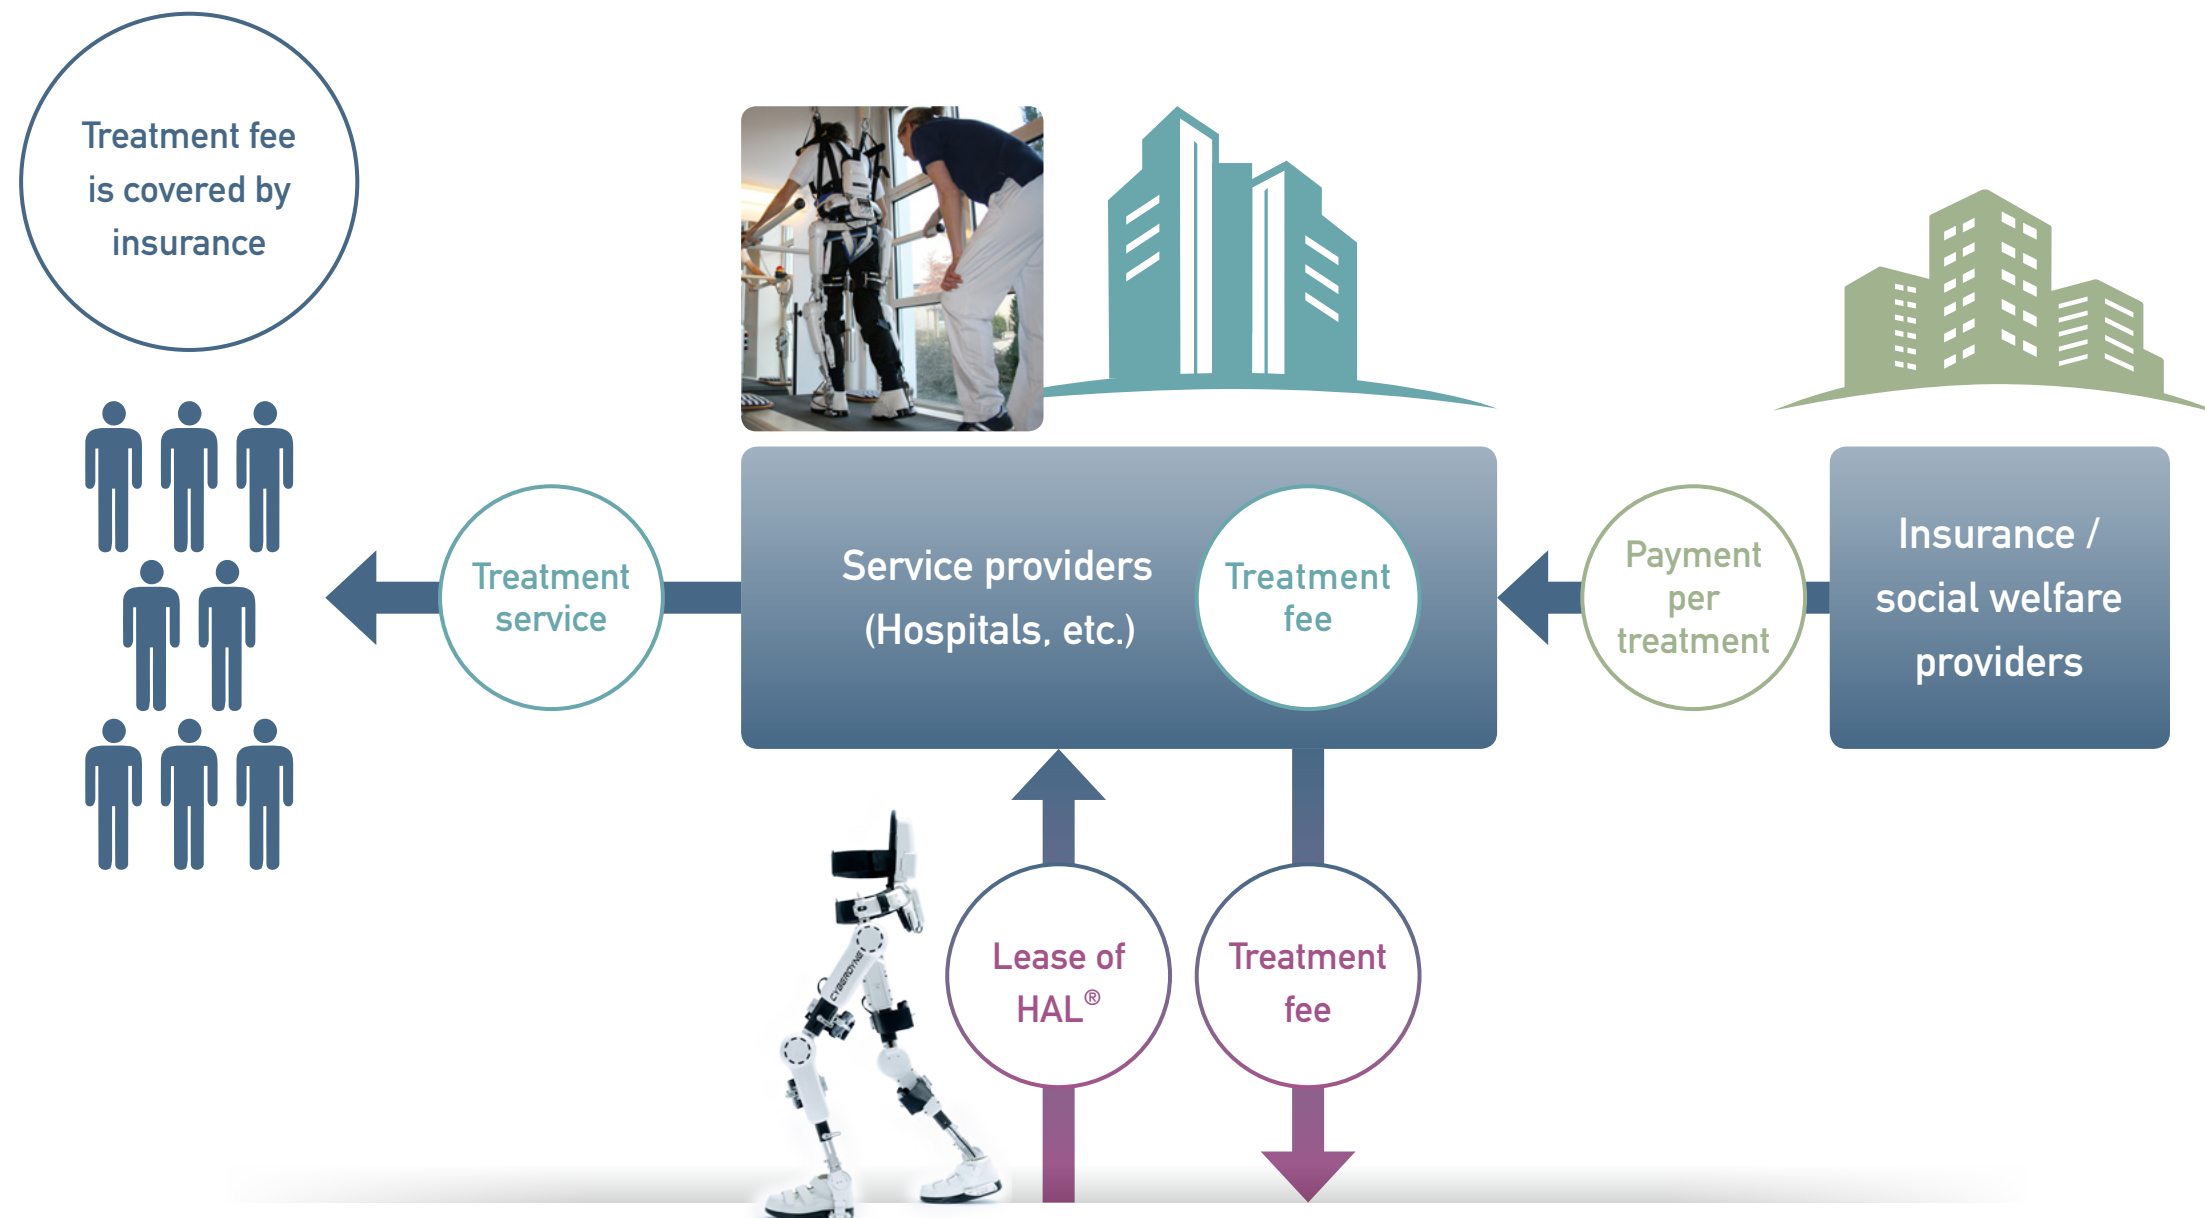 Treatment fee
is covered by
insurance
Treatment
service
Service providers
(Hospitals, etc.)
Treatment
fee
Payment
per
treatment
Insurance /
social welfare
providers
Lease of
HAL®
Treatment
fee
CYBERDYNE